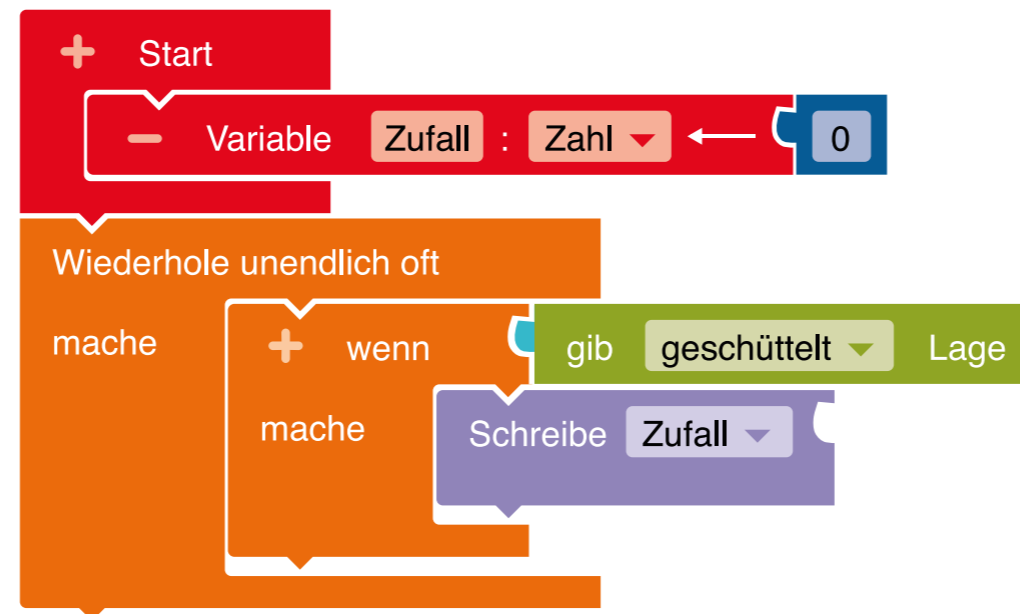 Start
Variable Zufall : Zahl 0
Wiederhole unendlich oft
mache wenn gib geschüttelt Lage
mache Schreibe Zufall